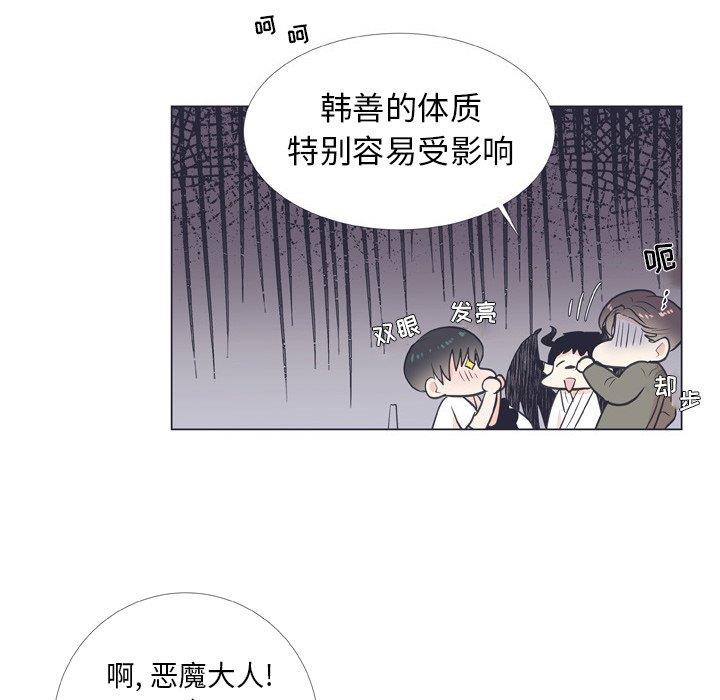 呵
呵
韩善的体质
特别容易受影响
呃…
双眼
发亮
却步
啊, 恶魔大人!